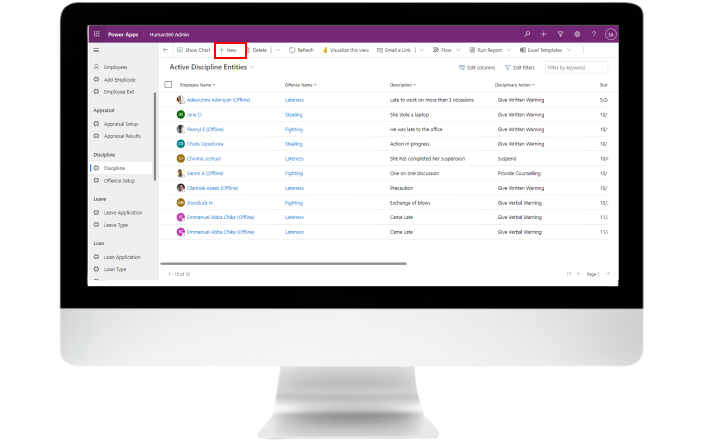 Power Apps | Human360 Admin EA
Show Chart + New Delete Refresh Visualize this view Email a Link Flow Run Report Excel Templates
Active Discipline Entities Edit columns Edit filters Filter by keyword
Employees
Add Employee
Employee Exit
Appraisal
Appraisal Setup
Appraisal Results
Discipline
Discipline
Offence Setup
Leave
Leave Application
Leave Type
Loan
Loan Application
Loan Type
Employee Name Offence Name Description Disciplinary Action Star
Adewunmi Adeniyan (Offline) Lateness Late to work on more than 3 occasions Give Written Warning 5/2
Jane O Stealing She stole a laptop Give Written Warning 10/
Ifeanyi E (Offline) Fighting He was late to the office Give Written Warning 10/
Chuks Opeoluwa Stealing Action in progress Give Written Warning 10/
Chioma Joshual Lateness She has completed her suspension Suspend 10/
Sanmi A (Offline) Fighting One on one discussion Provide Counselling 10/
Olamide Azeez (Offline) Lateness Precaution Give Written Warning 10/
Goodluck N Fighting Exchange of blows Give Verbal Warning 10/
Emmanuel Abba Chike (Offline) Lateness Came Late Give Verbal Warning 11/
Emmanuel Abba Chike (Offline) Lateness Came Late Give Verbal Warning 11/
1 - 10 of 10 Page 1